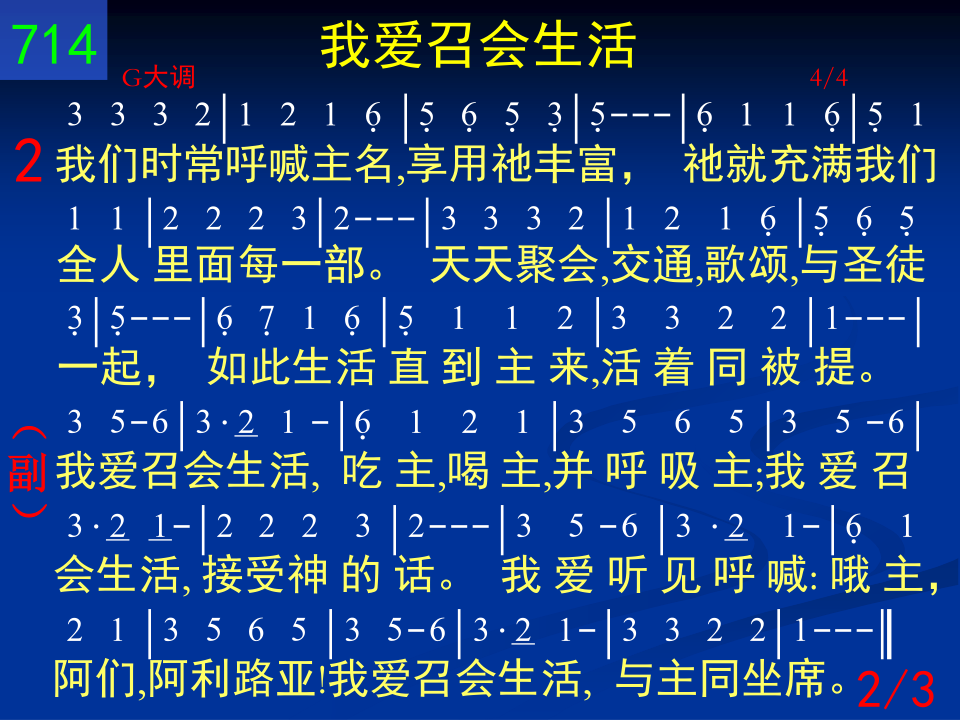 714
我爱召会生活
G大调 4/4
3 3 3 2|1 2 1 6̣|5̣ 6̣ 5̣ 3̣|5̣---|6̣ 1 1 6̣|5̣ 1
2 我们时常呼喊主名,享用祂丰富， 祂就充满我们
1 1|2 2 2 3|2---|3 3 3 2|1 2 1 6̣|5̣ 6̣ 5̣
全人 里面每一部。 天天聚会,交通,歌颂,与圣徒
3̣|5̣---|6̣ 7̣ 1 6̣|5̣ 1 1 2|3 3 2 2|1---|
一起， 如此生活 直 到 主 来,活 着 同 被 提。
3 5-6|3·2 1 -|6̣ 1 2 1|3 5 6 5|3 5 -6|
（副） 我爱召会生活, 吃 主,喝 主,并 呼 吸 主;我 爱 召
3·2 1-|2 2 2 3|2---|3 5 -6|3 ·2 1-|6̣ 1
会生活, 接受神 的 话。 我 爱 听 见 呼 喊: 哦 主，
2 1|3 5 6 5|3 5-6|3·2 1-|3 3 2 2|1---‖
阿们,阿利路亚!我爱召会生活, 与主同坐席。
2/3